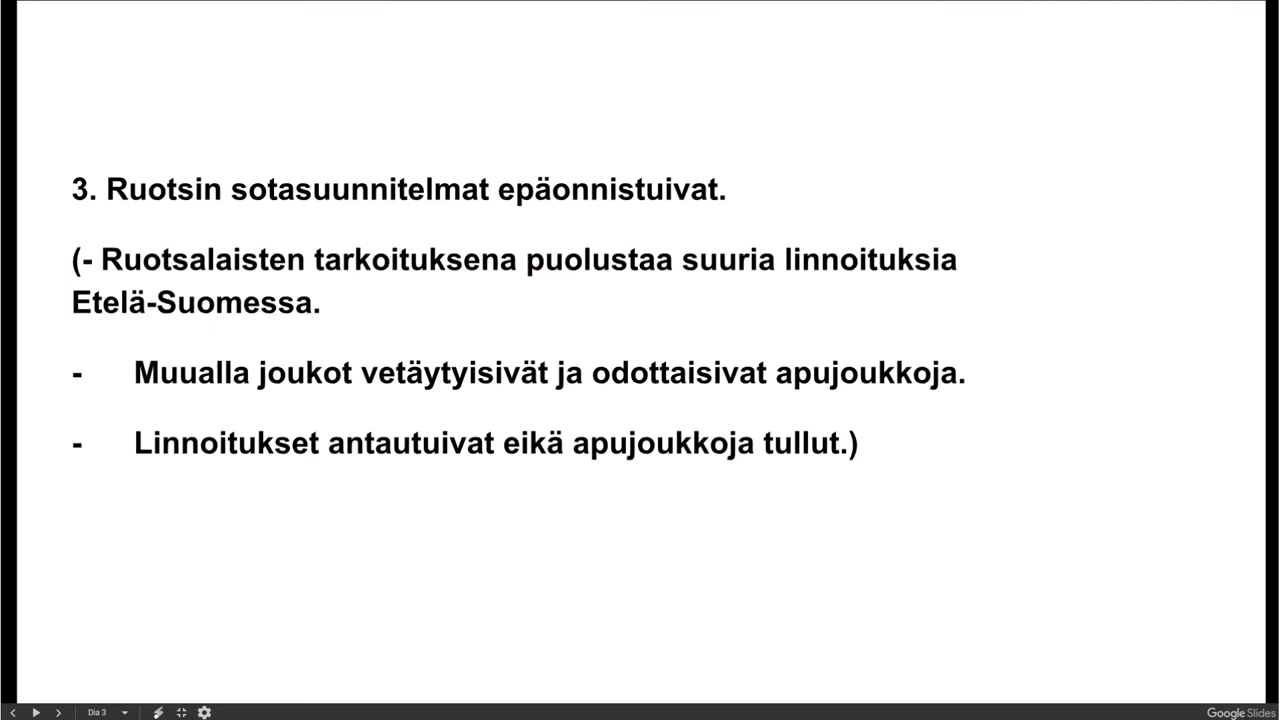 3. Ruotsin sotasuunnitelmat epäonnistuivat.
(- Ruotsalaisten tarkoituksena puolustaa suuria linnoituksia
Etelä-Suomessa.
- Muualla joukot vetäytyisivät ja odottaisivat apujoukkoja.
- Linnoitukset antautuivat eikä apujoukkoja tullut.)
Dia 3
Google Slides